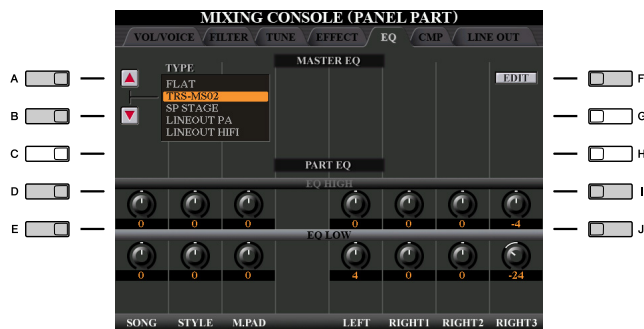 MIXING CONSOLE (PANEL PART)
VOL/VOICE FILTER TUNE EFFECT EQ CMP LINE OUT
MASTER EQ
TYPE
A
F
EDIT
FLAT
TRS-MS02
SP STAGE
LINEOUT PA
LINEOUT HIFI
B
G
C
H
PART EQ
EQ HIGH
D
I
0 0 0 0 0 0 -4
E
J
EQ LOW
0 0 0 4 0 0 -24
SONG STYLE M.PAD LEFT RIGHT1 RIGHT2 RIGHT3